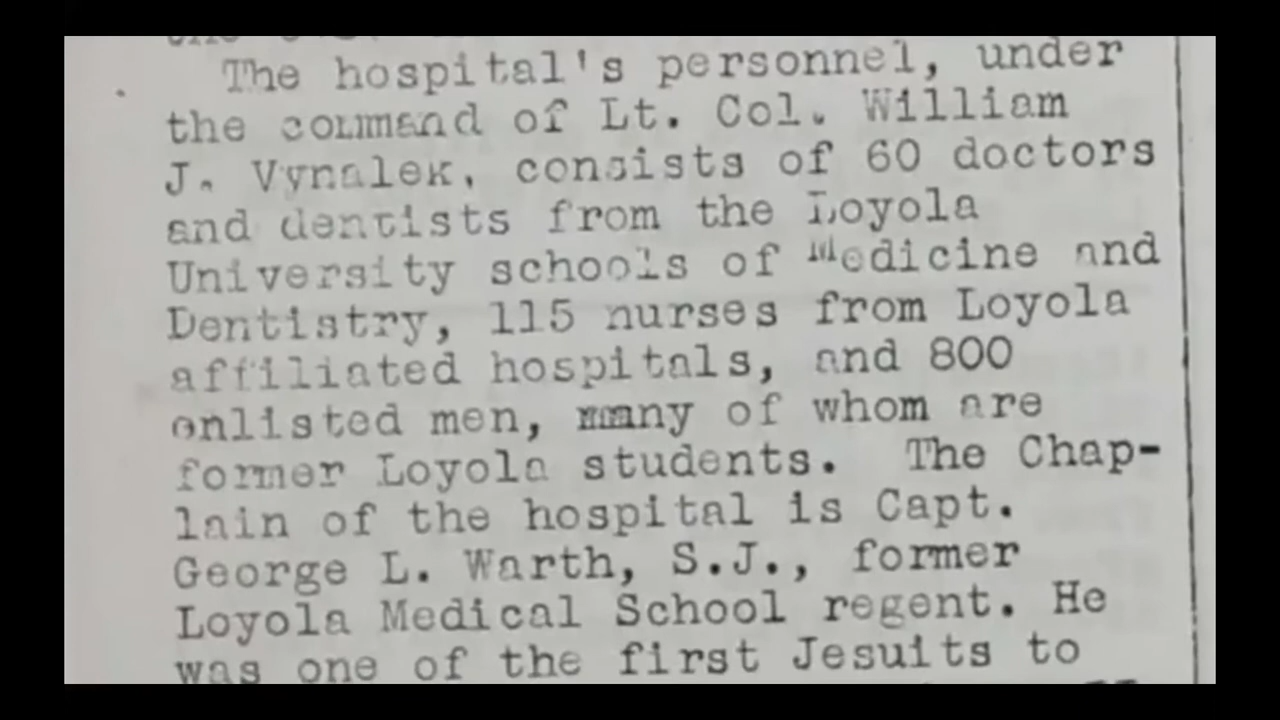 The hospital's personnel, under
the command of Lt. Col. William
J. Vynalek, consists of 60 doctors
and dentists from the Loyola
University schools of Medicine and
Dentistry, 115 nurses from Loyola
affiliated hospitals, and 800
enlisted men, many of whom are
former Loyola students. The Chap-
lain of the hospital is Capt.
George L. Warth, S.J., former
Loyola Medical School regent. He
was one of the first Jesuits to